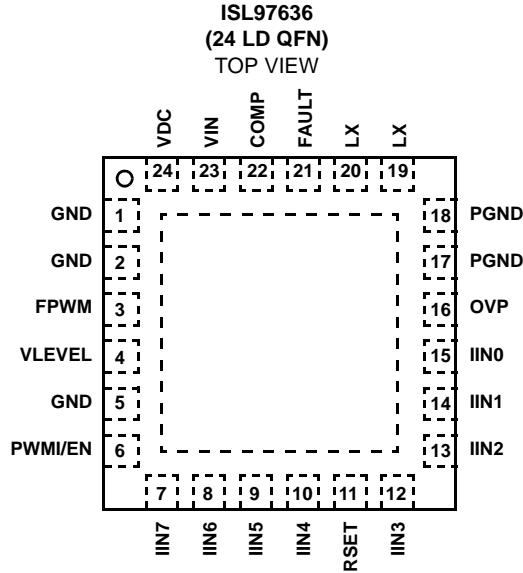 ISL97636
(24 LD QFN)
TOP VIEW
VDC
VIN
COMP
FAULT
LX
LX
24
23
22
21
20
19
GND
1
18
PGND
GND
2
17
PGND
FPWM
3
16
OVP
VLEVEL
4
15
IIN0
GND
5
14
IIN1
PWMI/EN
6
13
IIN2
7
8
9
10
11
12
IIN7
IIN6
IIN5
IIN4
RSET
IIN3